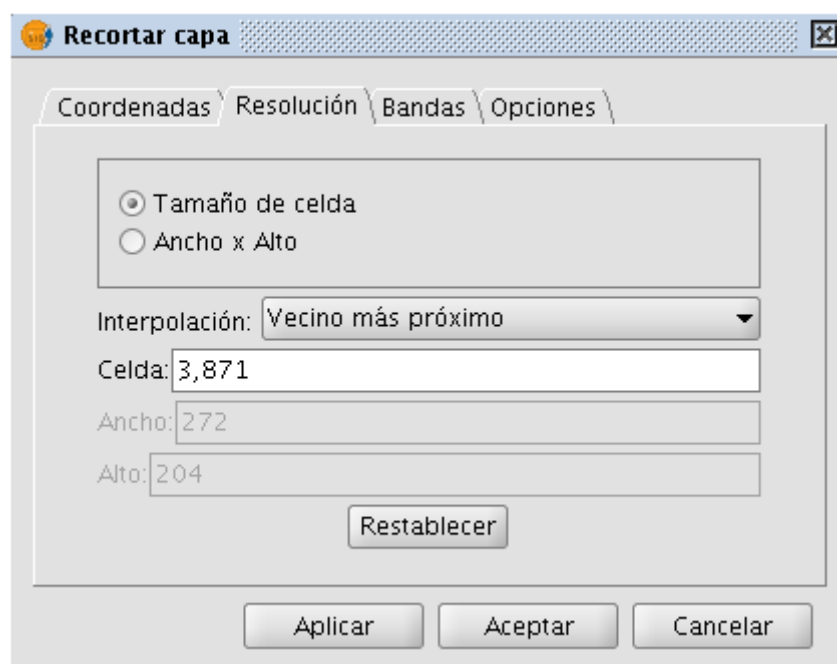 Recortar capa
Coordenadas Resolución Bandas Opciones
Tamaño de celda
Ancho x Alto
Interpolación: Vecino más próximo
Celda: 3,871
Ancho: 272
Alto: 204
Restablecer
Aplicar Aceptar Cancelar